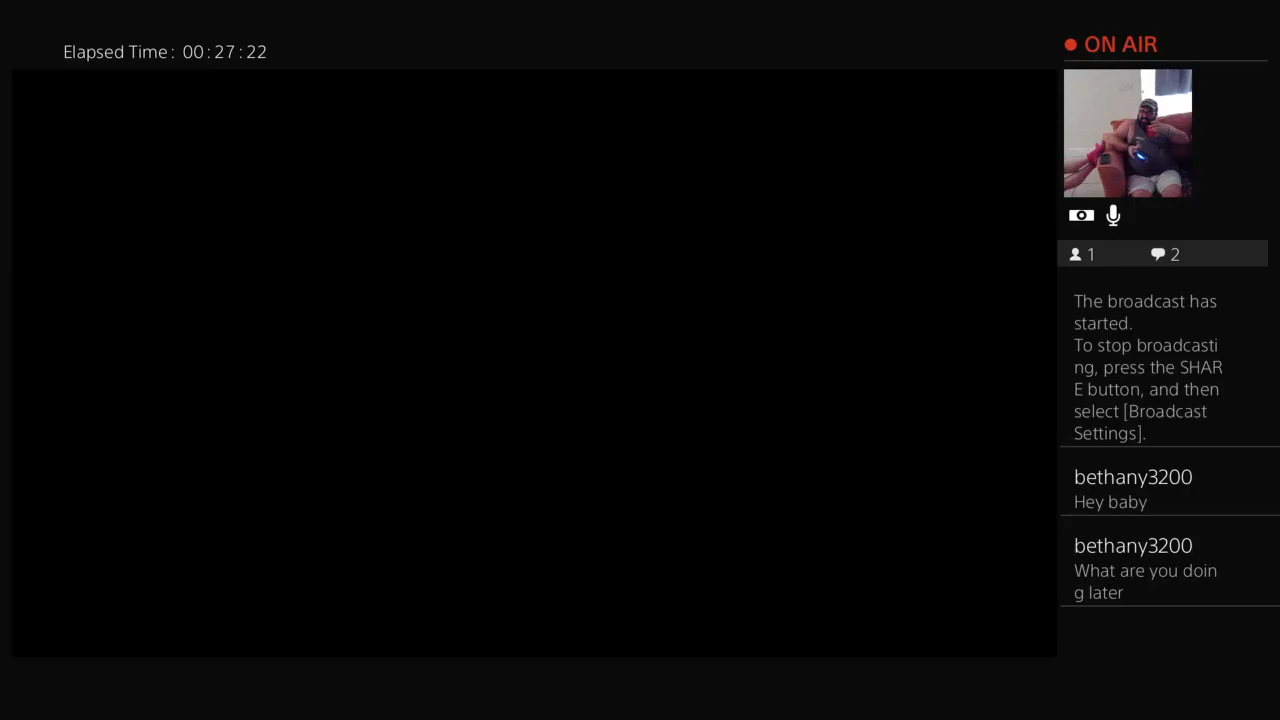 Elapsed Time: 00:27:22
ON AIR
1
2
The broadcast has
started.
To stop broadcasti
ng, press the SHAR
E button, and then
select [Broadcast
Settings].
bethany3200
Hey baby
bethany3200
What are you doin
g later